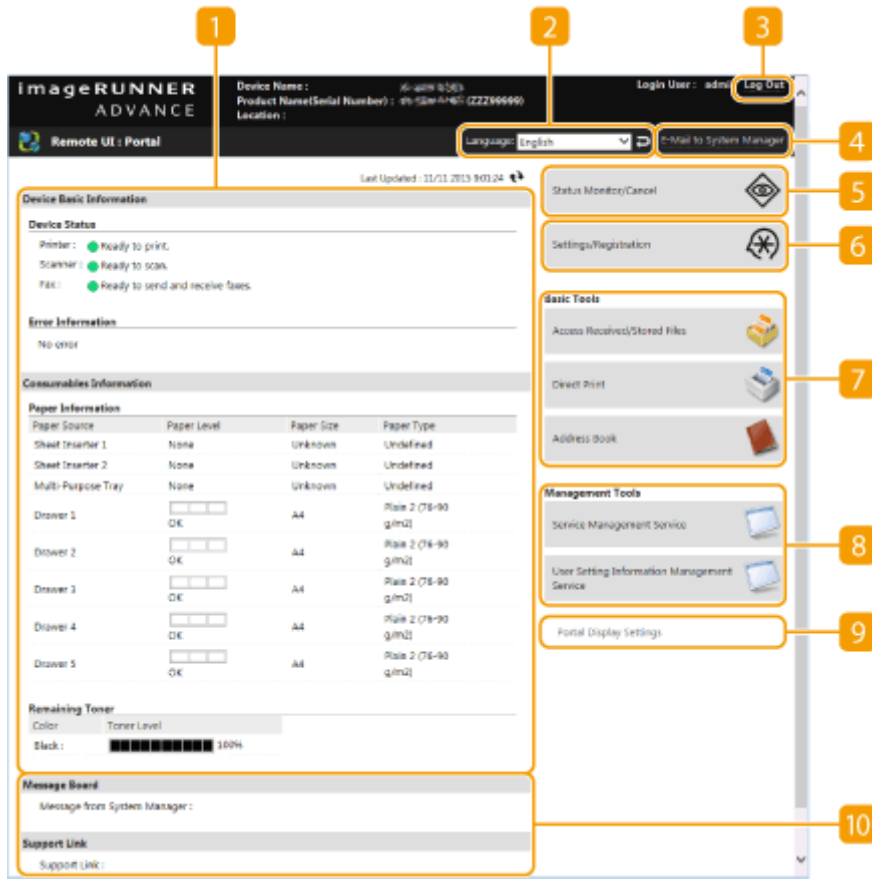 1
2
3
imageRUNNER
ADVANCE
Device Name :
Product Name(Serial Number) : (ZZZ99999)
Location :
Login User : admin Log Out
Remote UI : Portal
Language: English
E-Mail to System Manager
4
Last Updated : 11/11 2015 9:01:24
Device Basic Information
Device Status
Printer : Ready to print.
Scanner : Ready to scan.
Fax : Ready to send and receive faxes.
Error Information
No error
Consumables Information
Paper Information
Paper Source Paper Level Paper Size Paper Type
Sheet Inserter 1 None Unknown Undefined
Sheet Inserter 2 None Unknown Undefined
Multi-Purpose Tray None Unknown Undefined
Drawer 1 OK A4 Plain 2 (76-90 g/m2)
Drawer 2 OK A4 Plain 2 (76-90 g/m2)
Drawer 3 OK A4 Plain 2 (76-90 g/m2)
Drawer 4 OK A4 Plain 2 (76-90 g/m2)
Drawer 5 OK A4 Plain 2 (76-90 g/m2)
Remaining Toner
Color Toner Level
Black : 100%
Message Board
Message from System Manager :
Support Link
Support Link :
Status Monitor/Cancel
5
Settings/Registration
6
Basic Tools
Access Received/Stored Files
Direct Print
7
Address Book
Management Tools
Service Management Service
8
User Setting Information Management
Service
Portal Display Settings
9
10